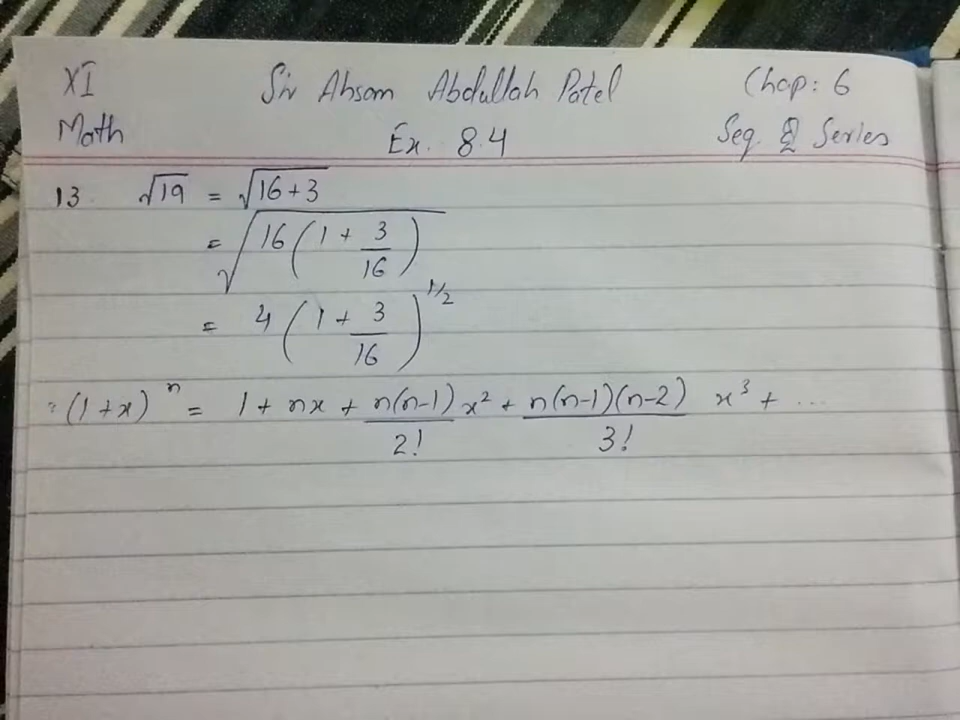 XI Sir Ahsom Abdullah Patel Chap: 6
Math Ex. 8.4 Seq. & Series
13. √19 = √16+3
= √16(1 + 3/16)
= 4(1 + 3/16)^1/2
∵ (1+x)^n = 1 + nx + n(n-1)/2! x² + n(n-1)(n-2)/3! x³ + ...